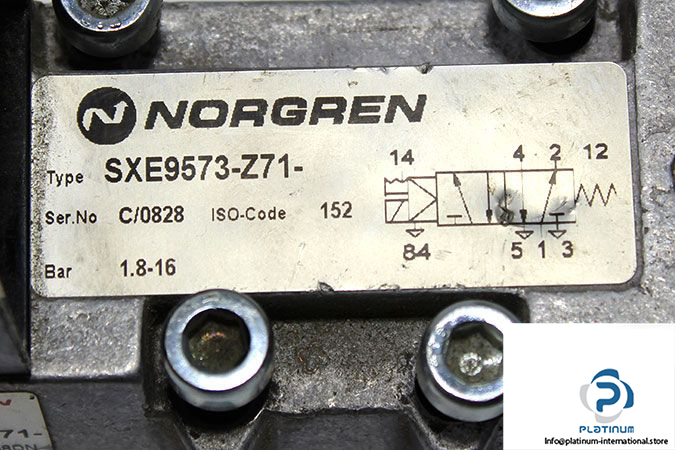 NORGREN
Type SXE9573-Z71-
Ser.No C/0828 ISO-Code 152
Bar 1.8-16
14 4 2 12
84 5 1 3
71-
PLATINUM
Info@platinum-international.store